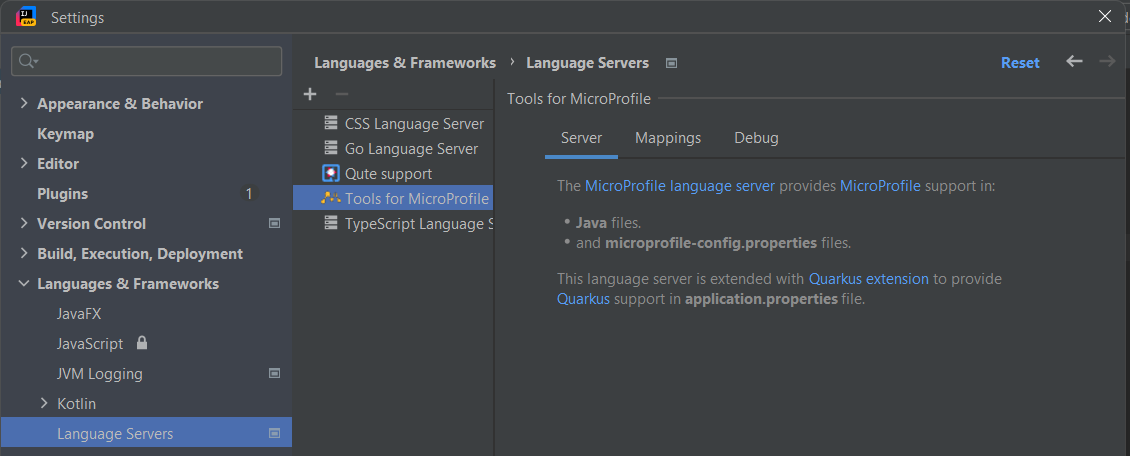 Settings
Appearance & Behavior
Keymap
Editor
Plugins 1
Version Control
Build, Execution, Deployment
Languages & Frameworks
JavaFX
JavaScript
JVM Logging
Kotlin
Language Servers
Languages & Frameworks › Language Servers
Reset
CSS Language Server
Go Language Server
Qute support
Tools for MicroProfile
TypeScript Language S
Tools for MicroProfile
Server Mappings Debug
The MicroProfile language server provides MicroProfile support in:
• Java files.
• and microprofile-config.properties files.
This language server is extended with Quarkus extension to provide
Quarkus support in application.properties file.